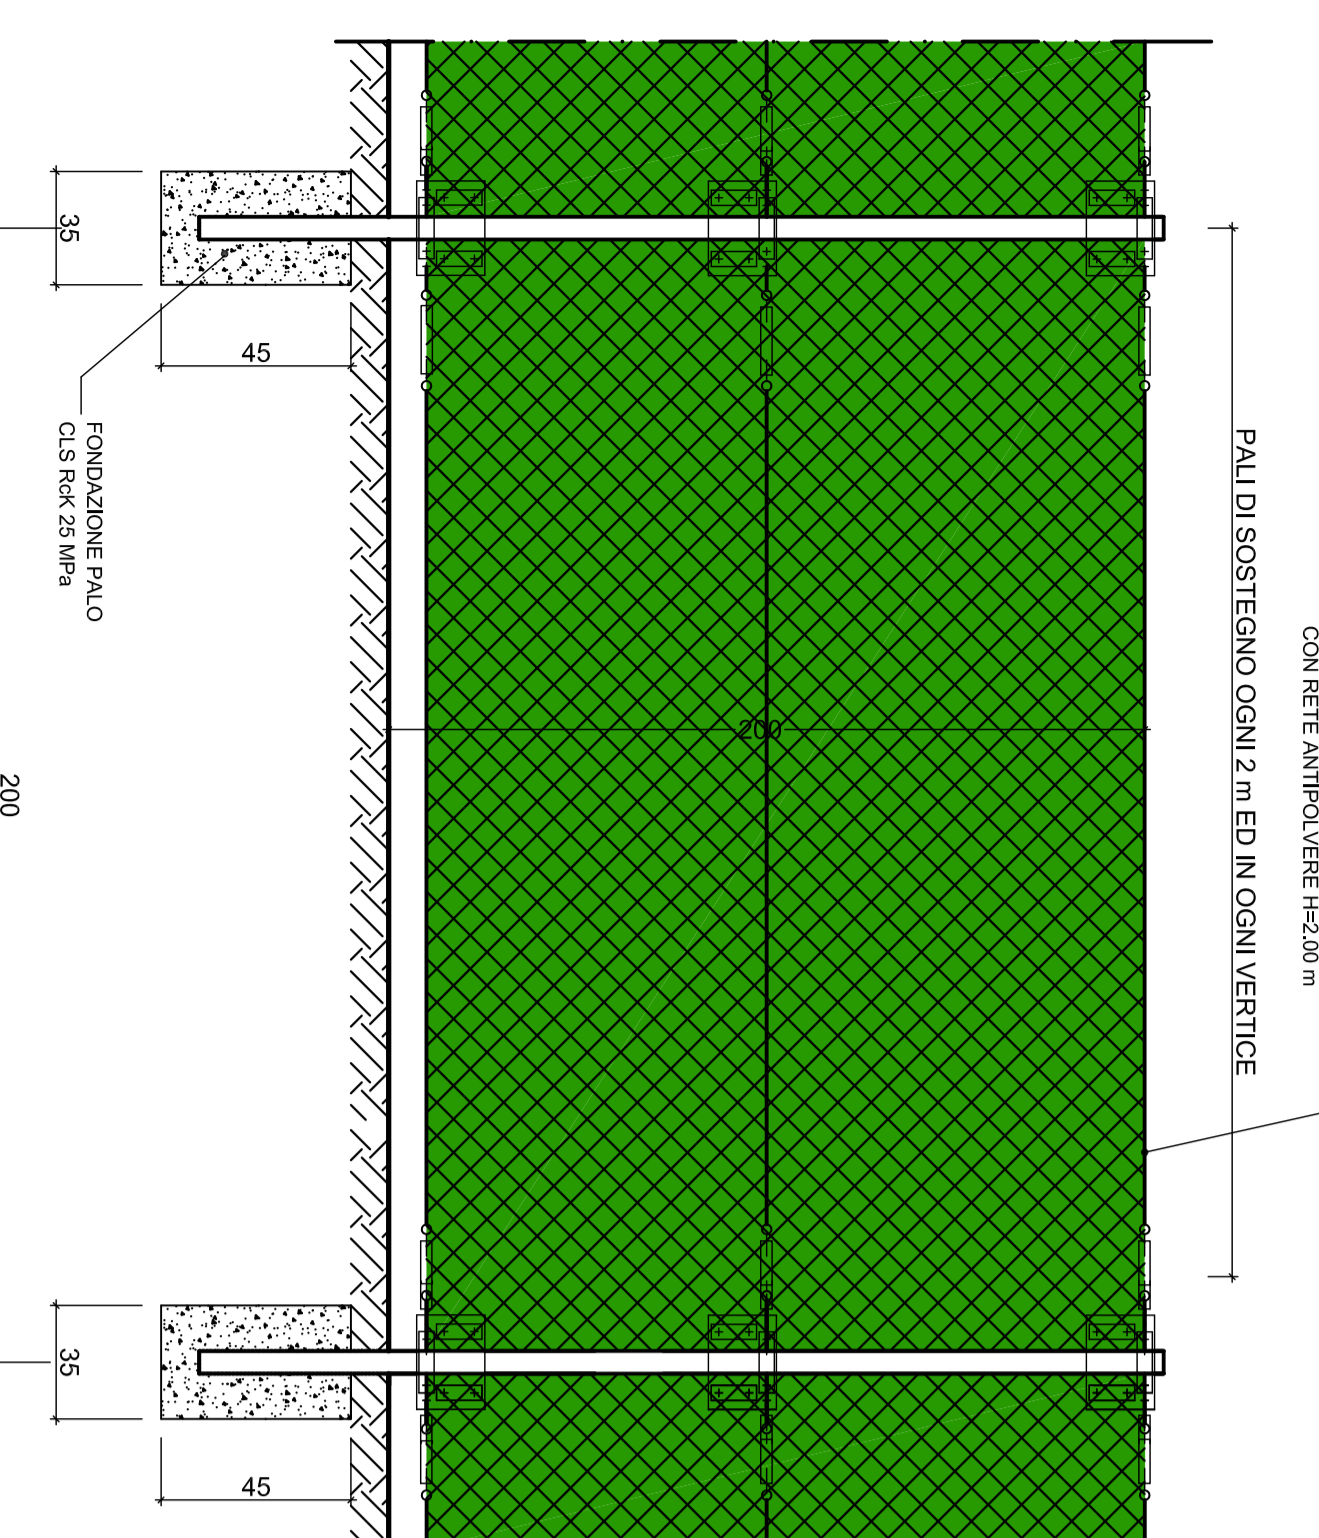 CON RETE ANTIPOLVERE H=2.00 m
PALI DI SOSTEGNO OGNI 2 m ED IN OGNI VERTICE
200
35
45
FONDAZIONE PALO
CLS RcK 25 MPa
200
35
45